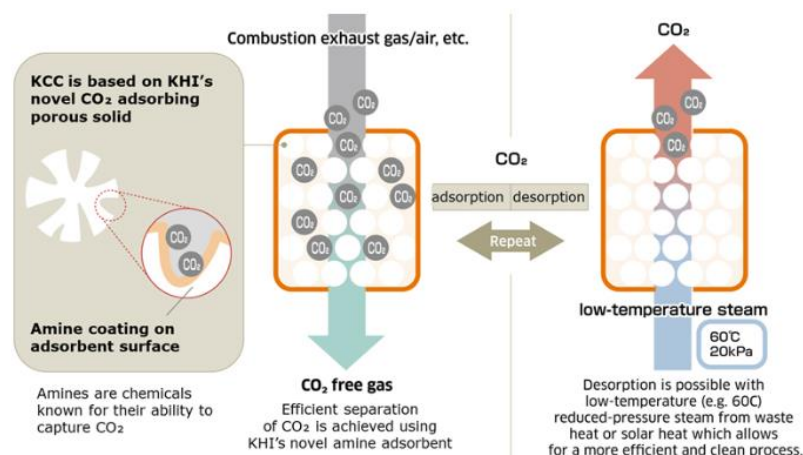 Combustion exhaust gas/air, etc.
KCC is based on KHI's
novel CO₂ adsorbing
porous solid
CO₂
CO₂
Amine coating on
adsorbent surface
Amines are chemicals
known for their ability to
capture CO₂
CO₂
CO₂
CO₂
CO₂
CO₂
CO₂
CO₂
CO₂
CO₂
CO₂
CO₂
CO₂ free gas
Efficient separation
of CO₂ is achieved using
KHI's novel amine adsorbent
CO₂
adsorption
desorption
Repeat
CO₂
CO₂
CO₂
CO₂
low-temperature steam
60℃
20kPa
Desorption is possible with
low-temperature (e.g. 60C)
reduced-pressure steam from waste
heat or solar heat which allows
for a more efficient and clean process.